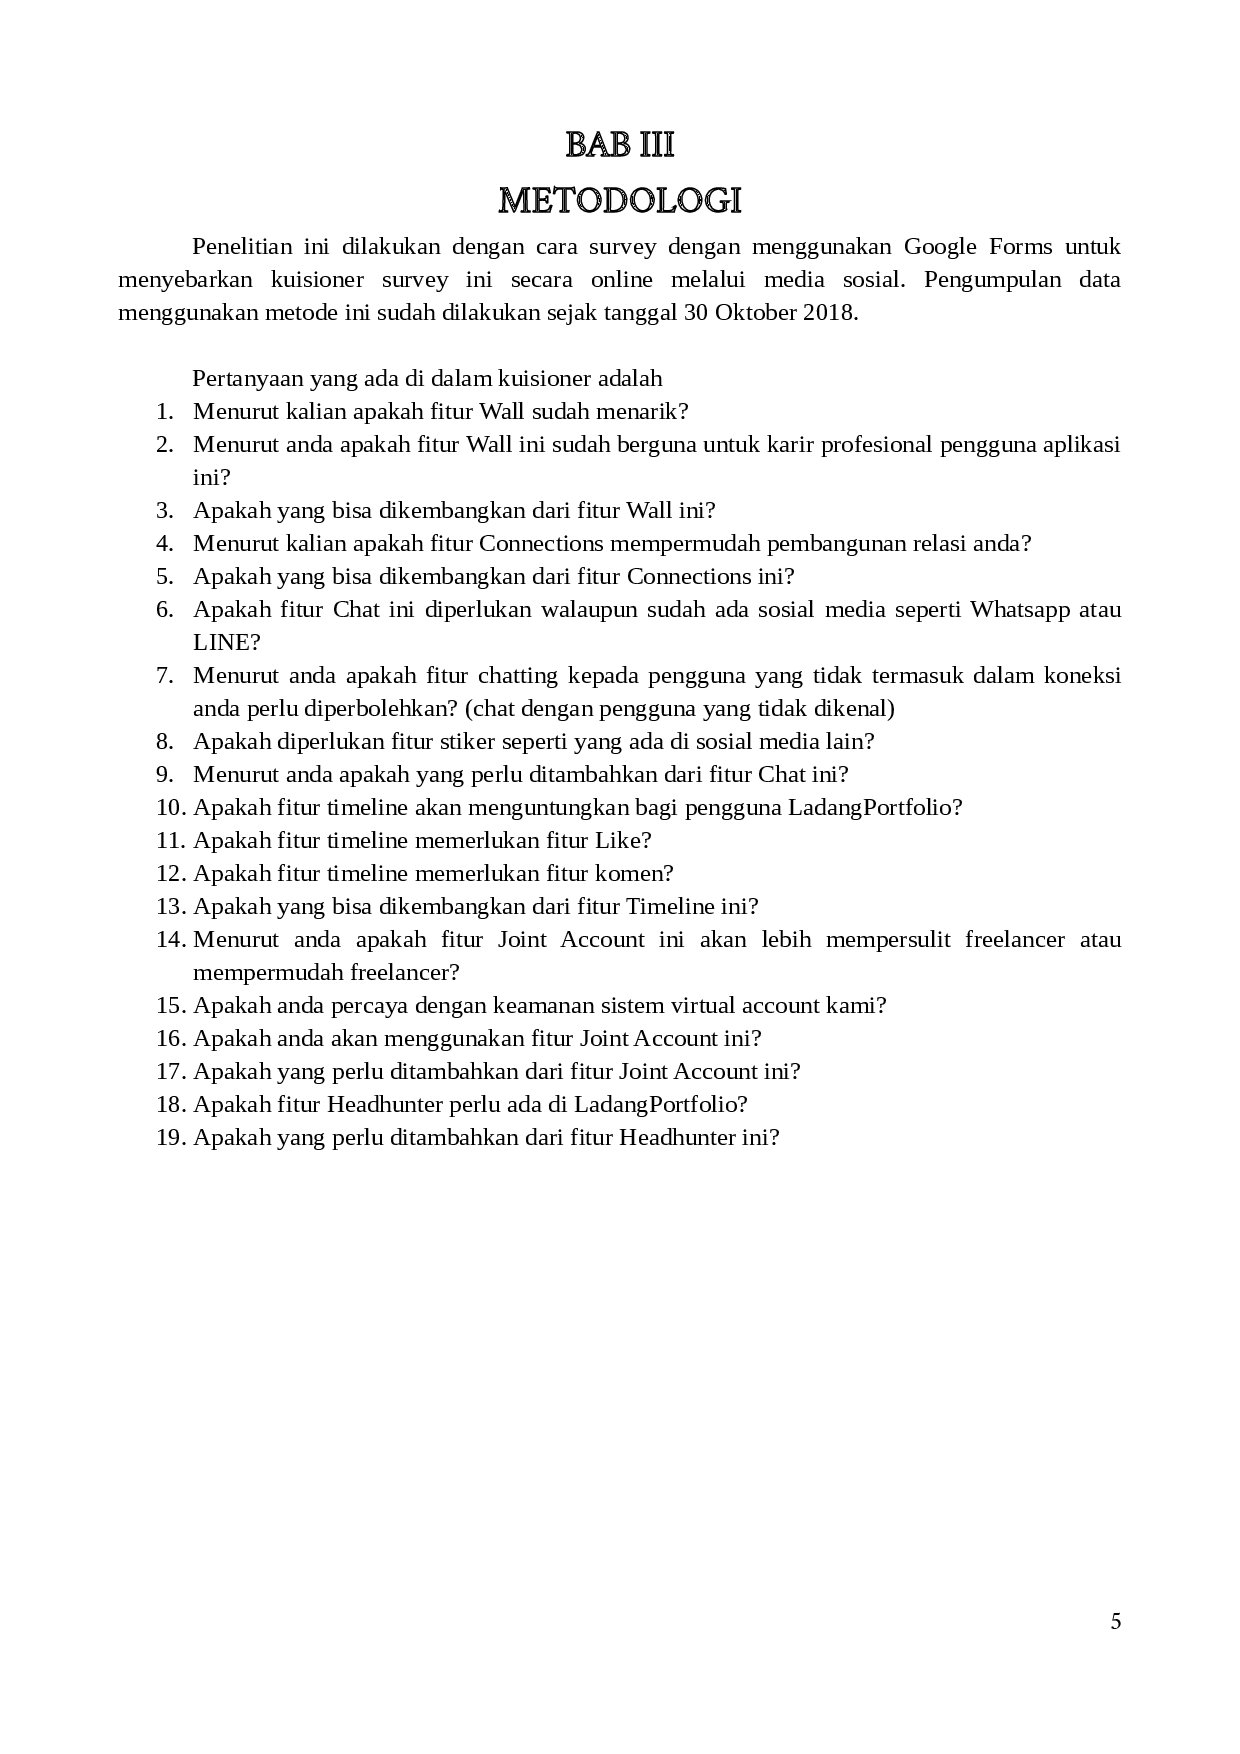 BAB III
METODOLOGI
Penelitian ini dilakukan dengan cara survey dengan menggunakan Google Forms untuk
menyebarkan kuisioner survey ini secara online melalui media sosial. Pengumpulan data
menggunakan metode ini sudah dilakukan sejak tanggal 30 Oktober 2018.
Pertanyaan yang ada di dalam kuisioner adalah
1. Menurut kalian apakah fitur Wall sudah menarik?
2. Menurut anda apakah fitur Wall ini sudah berguna untuk karir profesional pengguna aplikasi
ini?
3. Apakah yang bisa dikembangkan dari fitur Wall ini?
4. Menurut kalian apakah fitur Connections mempermudah pembangunan relasi anda?
5. Apakah yang bisa dikembangkan dari fitur Connections ini?
6. Apakah fitur Chat ini diperlukan walaupun sudah ada sosial media seperti Whatsapp atau
LINE?
7. Menurut anda apakah fitur chatting kepada pengguna yang tidak termasuk dalam koneksi
anda perlu diperbolehkan? (chat dengan pengguna yang tidak dikenal)
8. Apakah diperlukan fitur stiker seperti yang ada di sosial media lain?
9. Menurut anda apakah yang perlu ditambahkan dari fitur Chat ini?
10. Apakah fitur timeline akan menguntungkan bagi pengguna LadangPortfolio?
11. Apakah fitur timeline memerlukan fitur Like?
12. Apakah fitur timeline memerlukan fitur komen?
13. Apakah yang bisa dikembangkan dari fitur Timeline ini?
14. Menurut anda apakah fitur Joint Account ini akan lebih mempersulit freelancer atau
mempermudah freelancer?
15. Apakah anda percaya dengan keamanan sistem virtual account kami?
16. Apakah anda akan menggunakan fitur Joint Account ini?
17. Apakah yang perlu ditambahkan dari fitur Joint Account ini?
18. Apakah fitur Headhunter perlu ada di LadangPortfolio?
19. Apakah yang perlu ditambahkan dari fitur Headhunter ini?
5